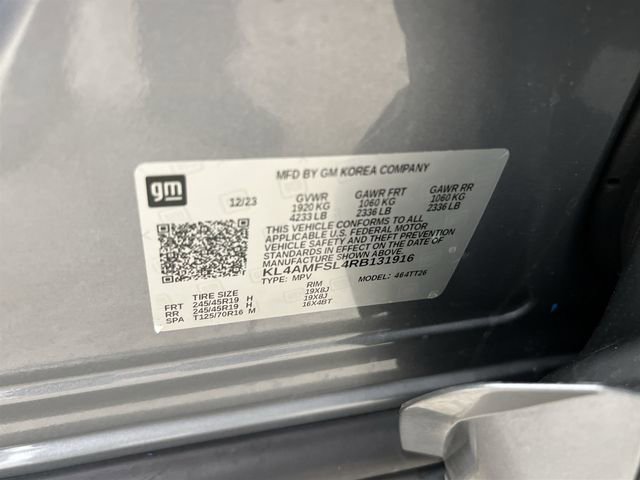 MFD BY GM KOREA COMPANY
gm
12/23 GVWR GAWR FRT GAWR RR
1920 KG 1060 KG 1060 KG
4233 LB 2336 LB 2336 LB
THIS VEHICLE CONFORMS TO ALL
APPLICABLE U.S. FEDERAL MOTOR
VEHICLE SAFETY AND THEFT PREVENTION
STANDARDS IN EFFECT ON THE DATE OF
MANUFACTURE SHOWN ABOVE.
KL4AMFSL4RB131916
TYPE: MPV MODEL: 464TT26
TIRE SIZE RIM
FRT 245/45R19 H 19X8J
RR 245/45R19 H 19X8J
SPA T125/70R16 M 16X4BT